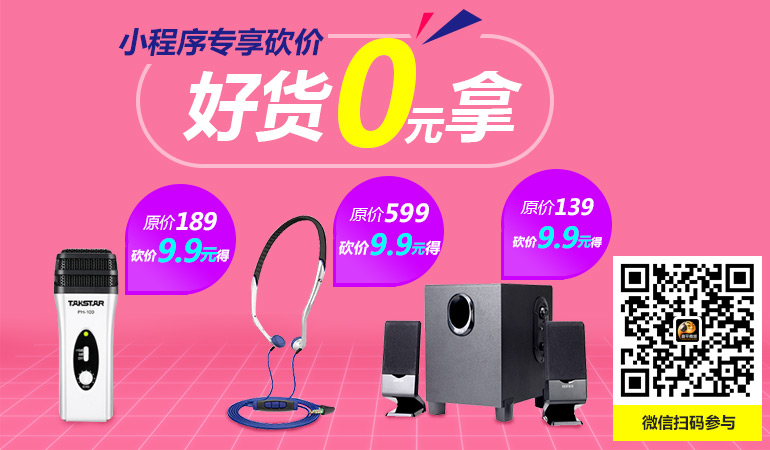 小程序专享砍价
好货0元拿
原价189
砍价9.9元得
原价599
砍价9.9元得
原价139
砍价9.9元得
TAKSTAR
PH-100
微信扫码参与